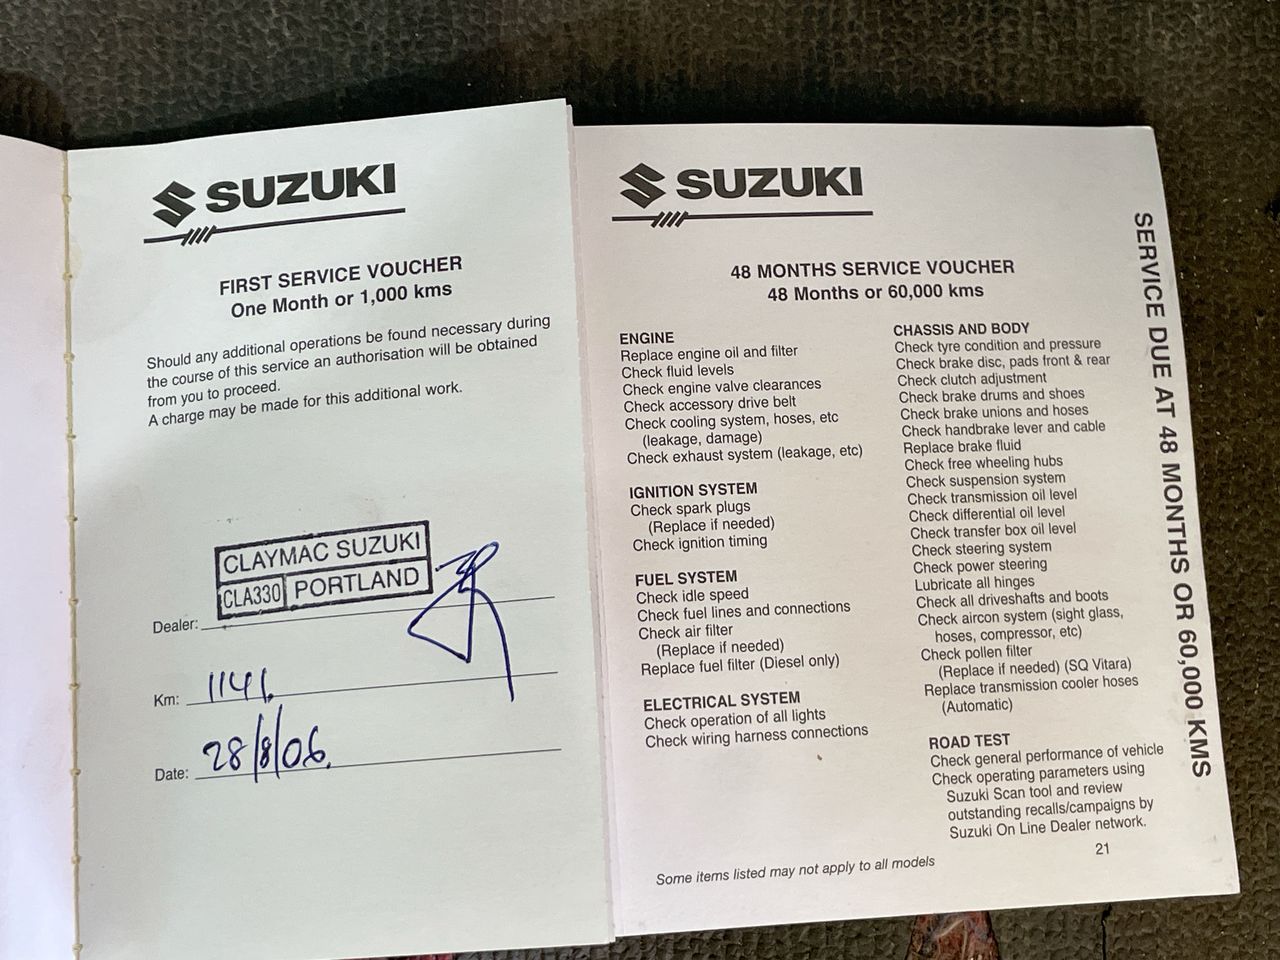 SUZUKI
FIRST SERVICE VOUCHER
One Month or 1,000 kms
Should any additional operations be found necessary during
the course of this service an authorisation will be obtained
from you to proceed.
A charge may be made for this additional work.
CLAYMAC SUZUKI
CLA330 PORTLAND
Dealer:
Km: 1141
Date: 28/8/06
SUZUKI
48 MONTHS SERVICE VOUCHER
48 Months or 60,000 kms
ENGINE
Replace engine oil and filter
Check fluid levels
Check engine valve clearances
Check accessory drive belt
Check cooling system, hoses, etc
(leakage, damage)
Check exhaust system (leakage, etc)
IGNITION SYSTEM
Check spark plugs
(Replace if needed)
Check ignition timing
FUEL SYSTEM
Check idle speed
Check fuel lines and connections
Check air filter
(Replace if needed)
Replace fuel filter (Diesel only)
ELECTRICAL SYSTEM
Check operation of all lights
Check wiring harness connections
CHASSIS AND BODY
Check tyre condition and pressure
Check brake disc, pads front & rear
Check clutch adjustment
Check brake drums and shoes
Check brake unions and hoses
Check handbrake lever and cable
Replace brake fluid
Check free wheeling hubs
Check suspension system
Check transmission oil level
Check differential oil level
Check transfer box oil level
Check steering system
Check power steering
Lubricate all hinges
Check all driveshafts and boots
Check aircon system (sight glass,
hoses, compressor, etc)
Check pollen filter
(Replace if needed) (SQ Vitara)
Replace transmission cooler hoses
(Automatic)
ROAD TEST
Check general performance of vehicle
Check operating parameters using
Suzuki Scan tool and review
outstanding recalls/campaigns by
Suzuki On Line Dealer network.
21
Some items listed may not apply to all models
SERVICE DUE AT 48 MONTHS OR 60,000 KMS